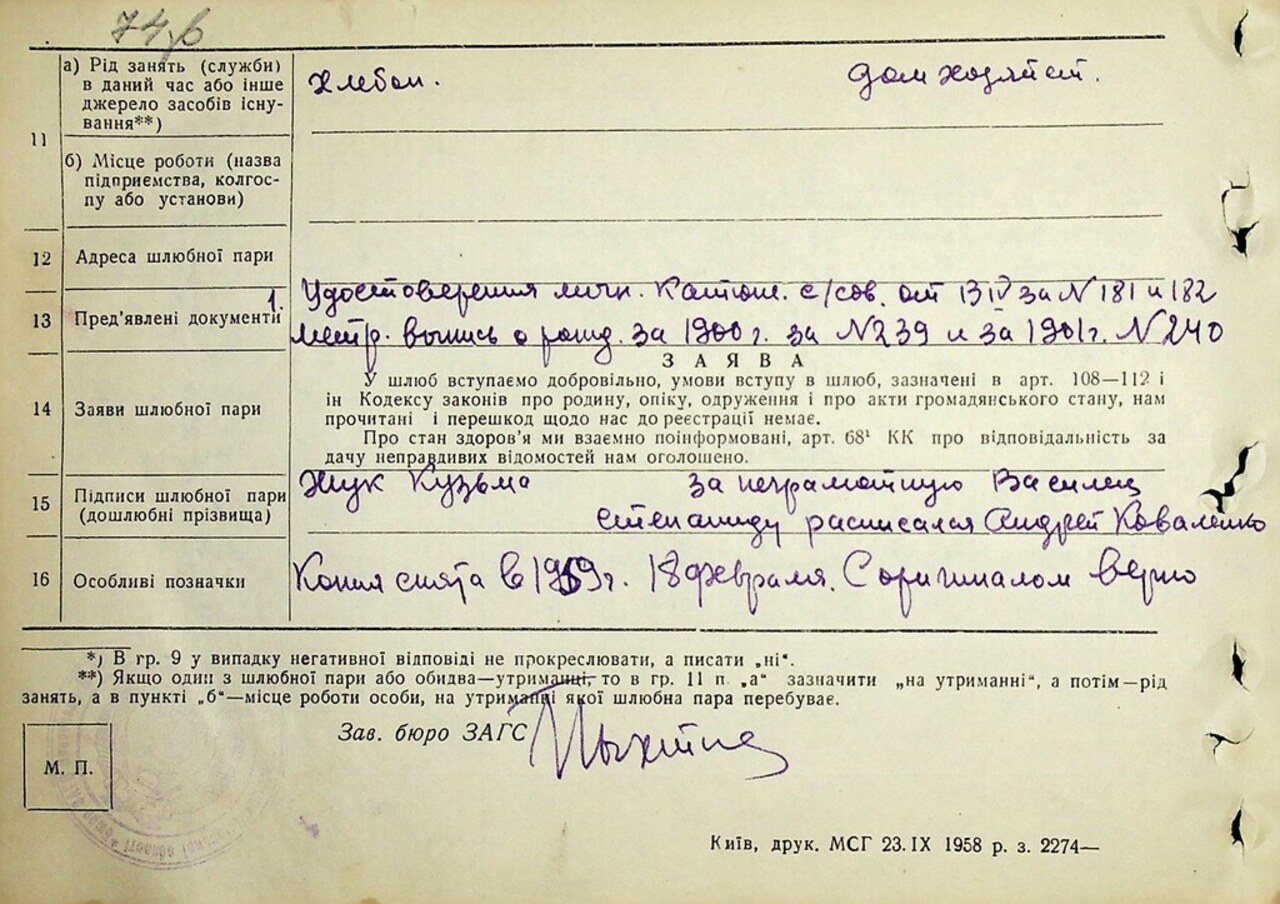 74 б
11
а) Рід занять (служби) в даний час або інше джерело засобів існування**)
Хлебоп.
Дом хозяйст.
б) Місце роботи (назва підприємства, колгоспу або установи)
12
Адреса шлюбної пари
13
Пред'явлені документи
1. Удостоверения личн. с/сов. от 13 IV за № 181 и 182
Метр. выпись о рожд. за 1900 г. за № 239 и за 1901 г. № 240
14
Заяви шлюбної пари
ЗАЯВА
У шлюб вступаємо добровільно, умови вступу в шлюб, зазначені в арт. 108—112 і
ін Кодексу законів про родину, опіку, одруження і про акти громадянського стану, нам
прочитані і перешкод щодо нас до реєстрації немає.
Про стан здоров'я ми взаємно поінформовані, арт. 68¹ КК про відповідальність за
дачу неправдивих відомостей нам оголошено.
15
Підписи шлюбної пари
(дошлюбні прізвища)
Жук Кузьма
за неграмотную Василец
Степаниду расписался Андрей Коваленко
16
Особливі позначки
Копия снята в 1959 г. 18 февраля. С оригиналом верно
*) В гр. 9 у випадку негативної відповіді не прокреслювати, а писати „ні“.
**) Якщо один з шлюбної пари або обидва—утриманці, то в гр. 11 п „а“ зазначити „на утриманні“, а потім—рід
занять, а в пункті „б“—місце роботи особи, на утриманні якої шлюбна пара перебуває.
Зав. бюро ЗАГС
М. П.
Київ, друк. МСГ 23.IX 1958 р. з. 2274—